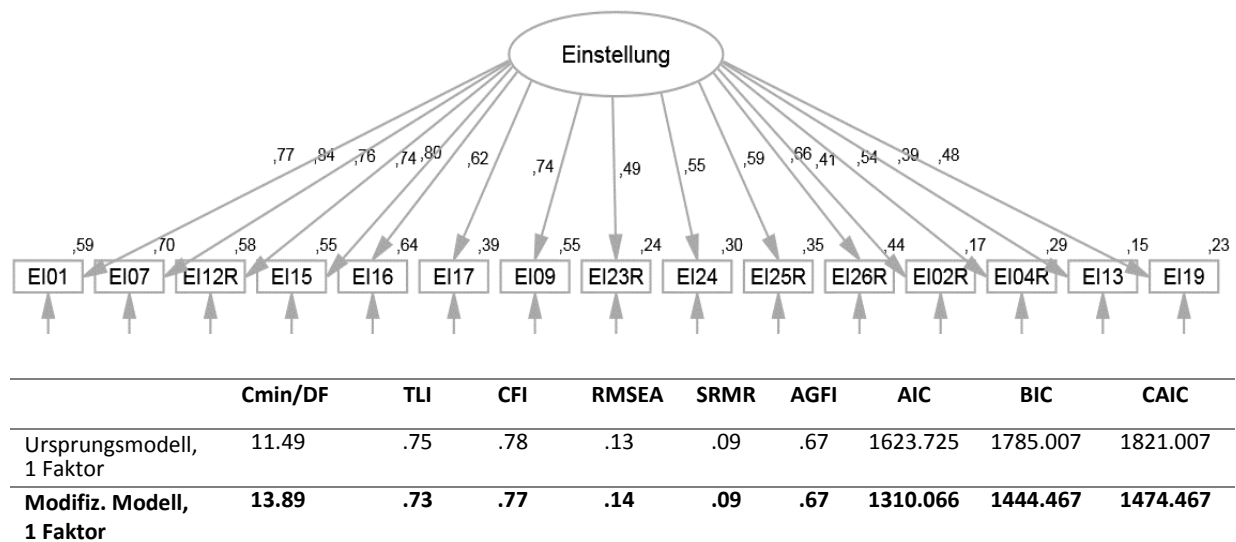 Einstellung
,77 ,84 ,76 ,74 ,80 ,62 ,74 ,49 ,55 ,59 ,66 ,41 ,54 ,39 ,48
,59 ,70 ,58 ,55 ,64 ,39 ,55 ,24 ,30 ,35 ,44 ,17 ,29 ,15 ,23
EI01 EI07 EI12R EI15 EI16 EI17 EI09 EI23R EI24 EI25R EI26R EI02R EI04R EI13 EI19
Cmin/DF TLI CFI RMSEA SRMR AGFI AIC BIC CAIC
Ursprungsmodell, 11.49 .75 .78 .13 .09 .67 1623.725 1785.007 1821.007
1 Faktor
Modifiz. Modell, 13.89 .73 .77 .14 .09 .67 1310.066 1444.467 1474.467
1 Faktor